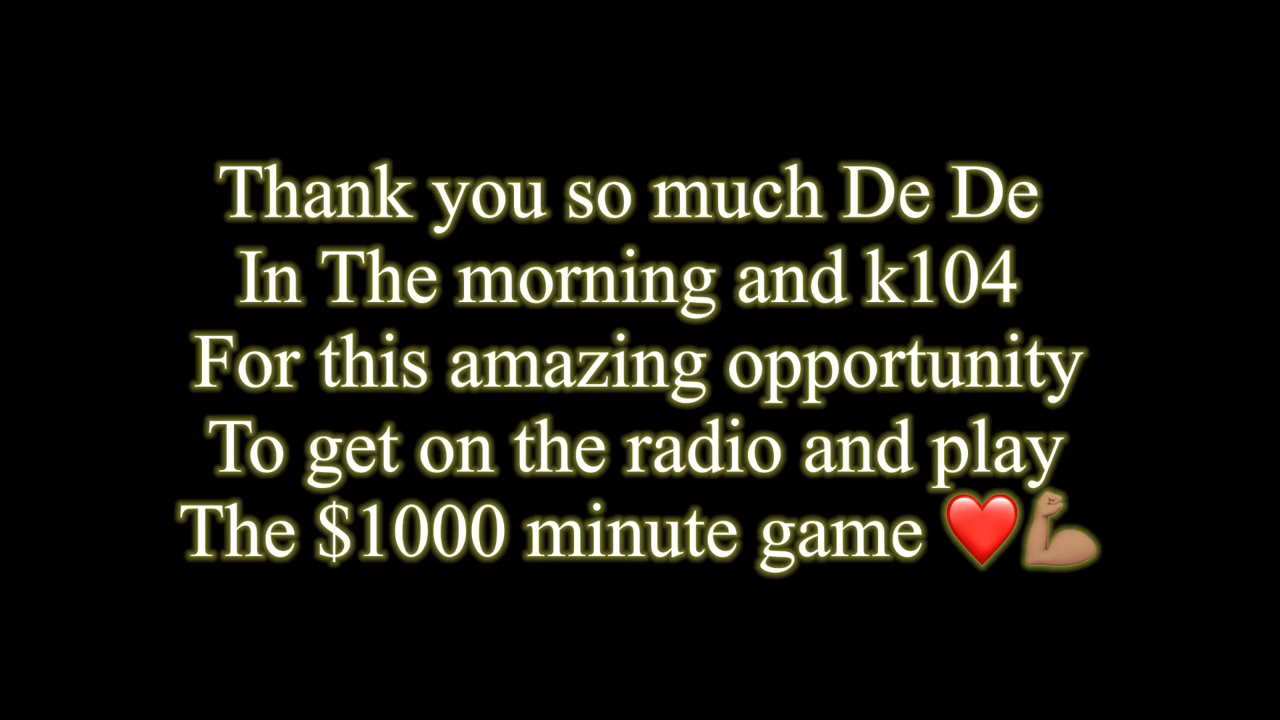 Thank you so much De De
In The morning and k104
For this amazing opportunity
To get on the radio and play
The $1000 minute game ❤️💪🏽